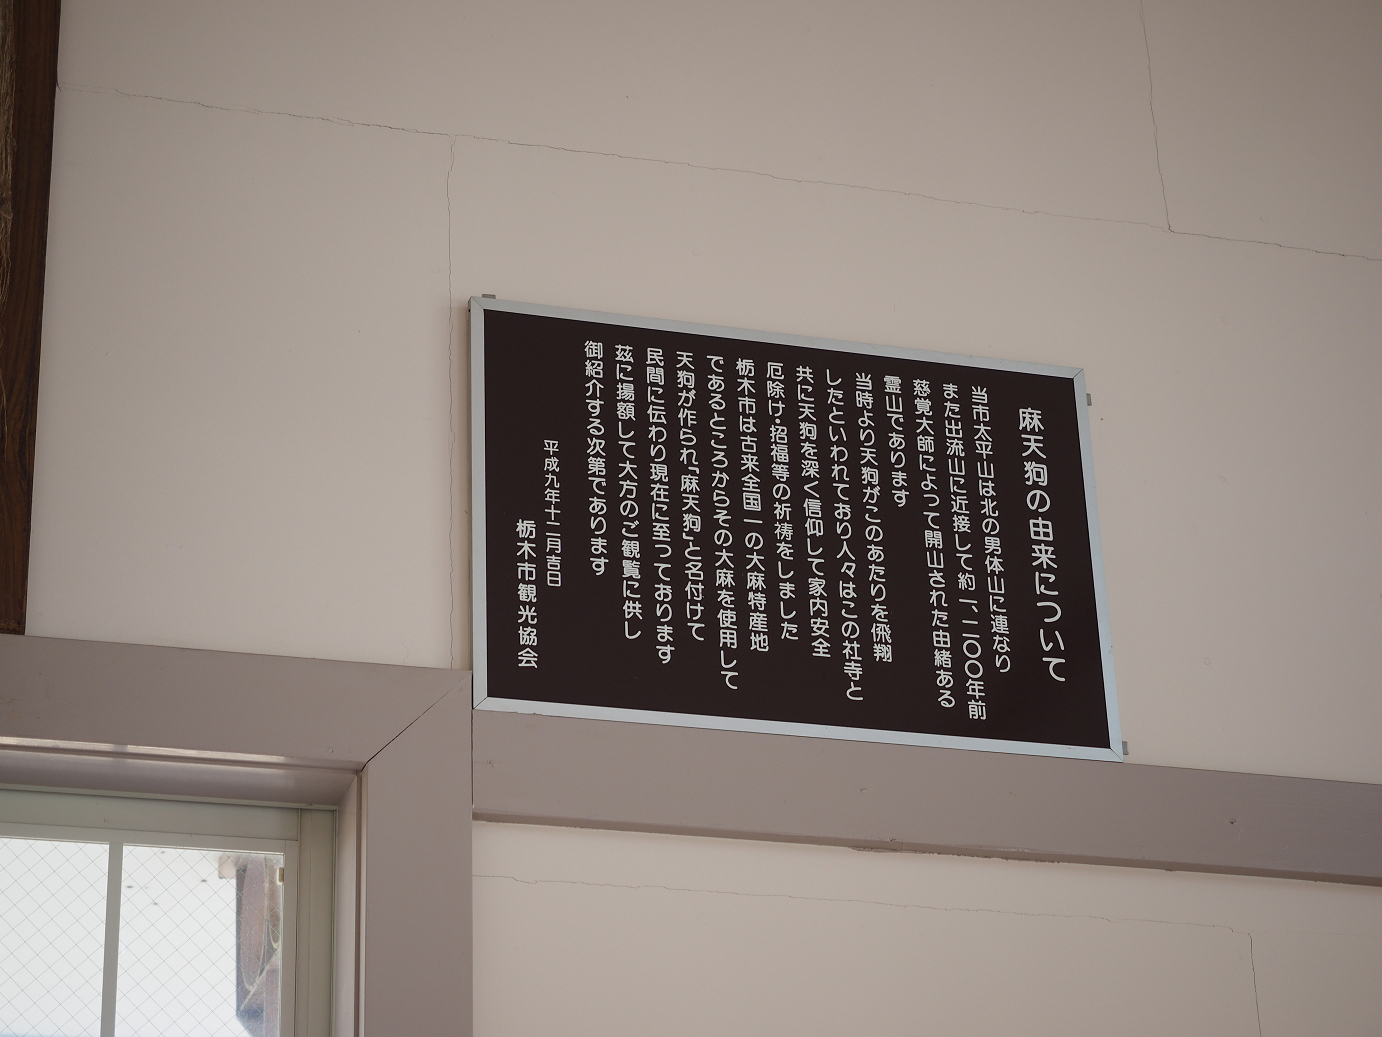 麻天狗の由来について
当市太平山は北の男体山に連なり
また出流山に近接して約一、二〇〇年前
慈覚大師によって開山された由緒ある
霊山であります
当時より天狗がこのあたりを飛翔
したといわれており人々はこの社寺と
共に天狗を深く信仰して家内安全
厄除け・招福等の祈祷をしました
栃木市は古来全国一の大麻特産地
であるところからその大麻を使用して
天狗が作られ「麻天狗」と名付けて
民間に伝わり現在に至っております
茲に揚額して大方のご観覧に供し
御紹介する次第であります
平成九年十二月吉日
栃木市観光協会